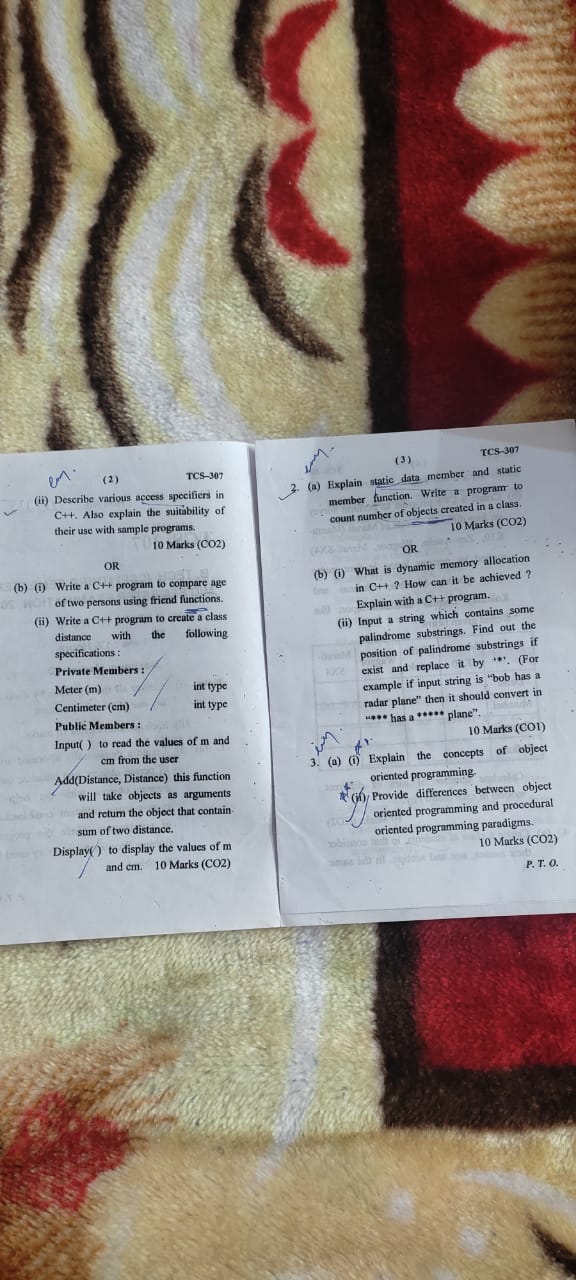 (2) TCS–307
(ii) Describe various access specifiers in
C++. Also explain the suitability of
their use with sample programs.
10 Marks (CO2)
OR
(b) (i) Write a C++ program to compare age
of two persons using friend functions.
(ii) Write a C++ program to create a class
distance with the following
specifications :
Private Members :
Meter (m) int type
Centimeter (cm) int type
Public Members :
Input( ) to read the values of m and
cm from the user
Add(Distance, Distance) this function
will take objects as arguments
and return the object that contain
sum of two distance.
Display( ) to display the values of m
and cm. 10 Marks (CO2)
(3) TCS–307
2. (a) Explain static data member and static
member function. Write a program to
count number of objects created in a class.
10 Marks (CO2)
OR
(b) (i) What is dynamic memory allocation
in C++ ? How can it be achieved ?
Explain with a C++ program.
(ii) Input a string which contains some
palindrome substrings. Find out the
position of palindrome substrings if
exist and replace it by '*'. (For
example if input string is "bob has a
radar plane" then it should convert in
"*** has a ***** plane".
10 Marks (CO1)
3. (a) (i) Explain the concepts of object
oriented programming.
(ii) Provide differences between object
oriented programming and procedural
oriented programming paradigms.
10 Marks (CO2)
P. T. O.